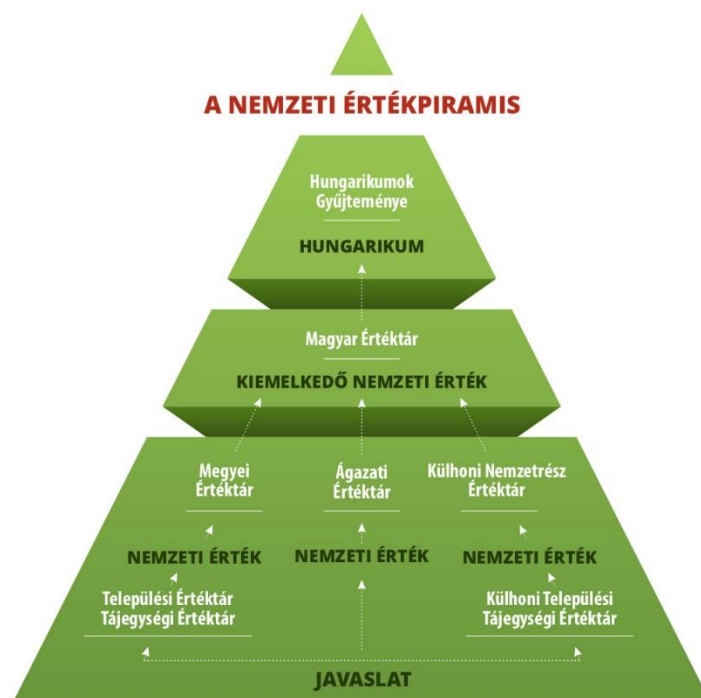 A NEMZETI ÉRTÉKPIRAMIS
Hungarikumok
Gyűjteménye
HUNGARIKUM
Magyar Értéktár
KIEMELKEDŐ NEMZETI ÉRTÉK
Megyei
Értéktár
Ágazati
Értéktár
Külhoni Nemzetrész
Értéktár
NEMZETI ÉRTÉK
NEMZETI ÉRTÉK
NEMZETI ÉRTÉK
Települési Értéktár
Tájegységi Értéktár
Külhoni Települési
Tájegységi Értéktár
JAVASLAT